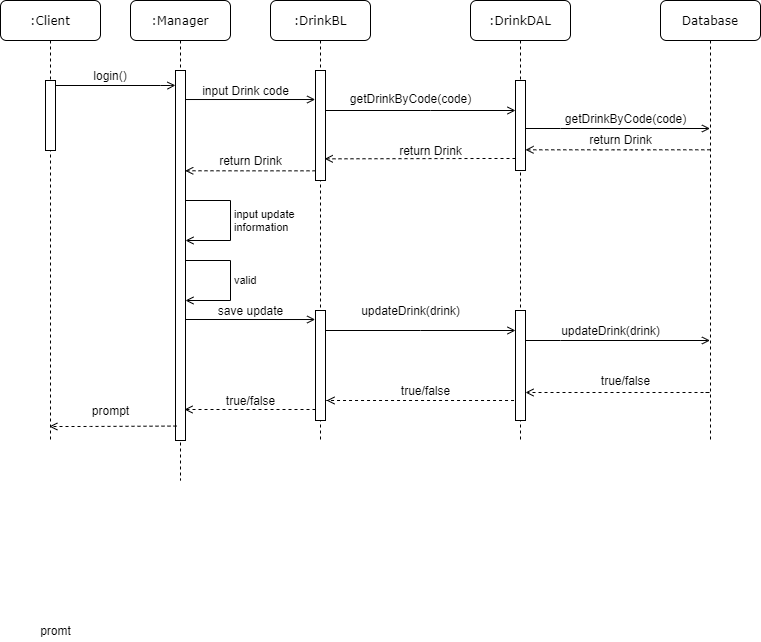 :Client
:Manager
:DrinkBL
:DrinkDAL
Database
login()
input Drink code
getDrinkByCode(code)
getDrinkByCode(code)
return Drink
return Drink
return Drink
input update
information
valid
save update
updateDrink(drink)
updateDrink(drink)
true/false
true/false
true/false
prompt
promt